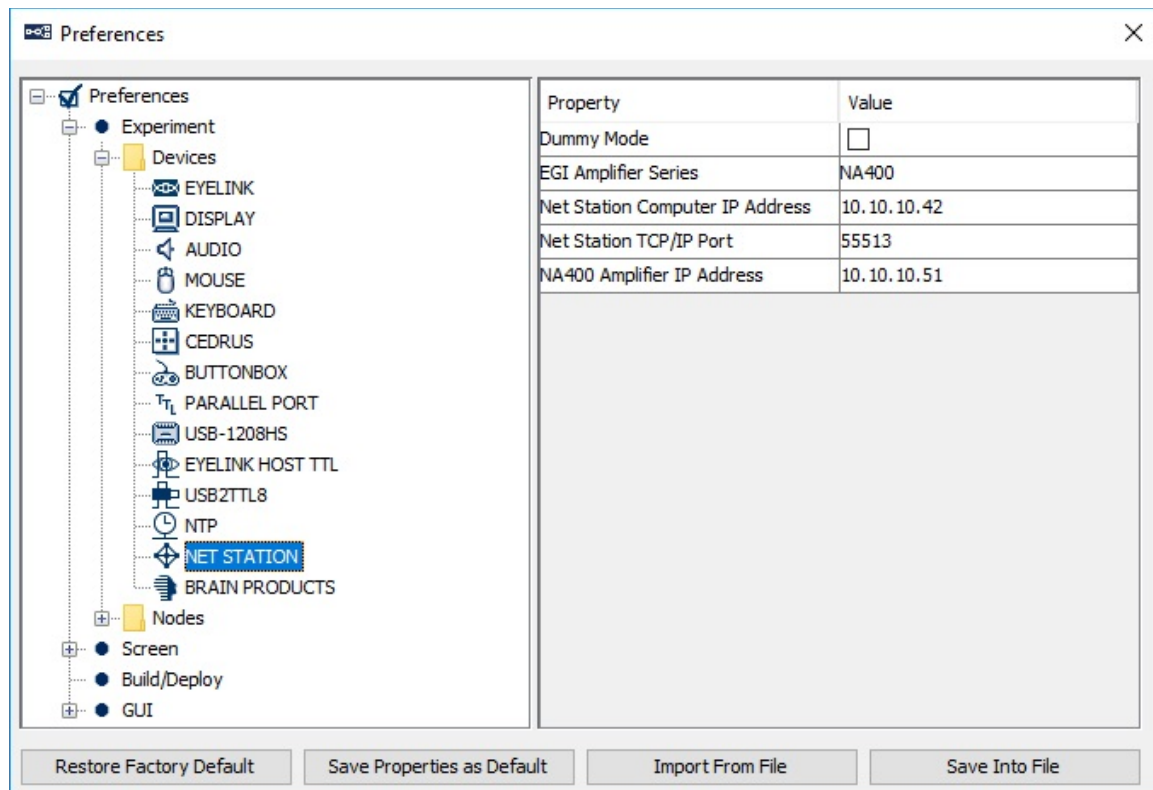 Preferences
Preferences
Experiment
Devices
EYELINK
DISPLAY
AUDIO
MOUSE
KEYBOARD
CEDRUS
BUTTONBOX
TTL PARALLEL PORT
USB-1208HS
EYELINK HOST TTL
USB2TTL8
NTP
NET STATION
BRAIN PRODUCTS
Nodes
Screen
Build/Deploy
GUI
Property Value
Dummy Mode
EGI Amplifier Series NA400
Net Station Computer IP Address 10.10.10.42
Net Station TCP/IP Port 55513
NA400 Amplifier IP Address 10.10.10.51
Restore Factory Default Save Properties as Default Import From File Save Into File